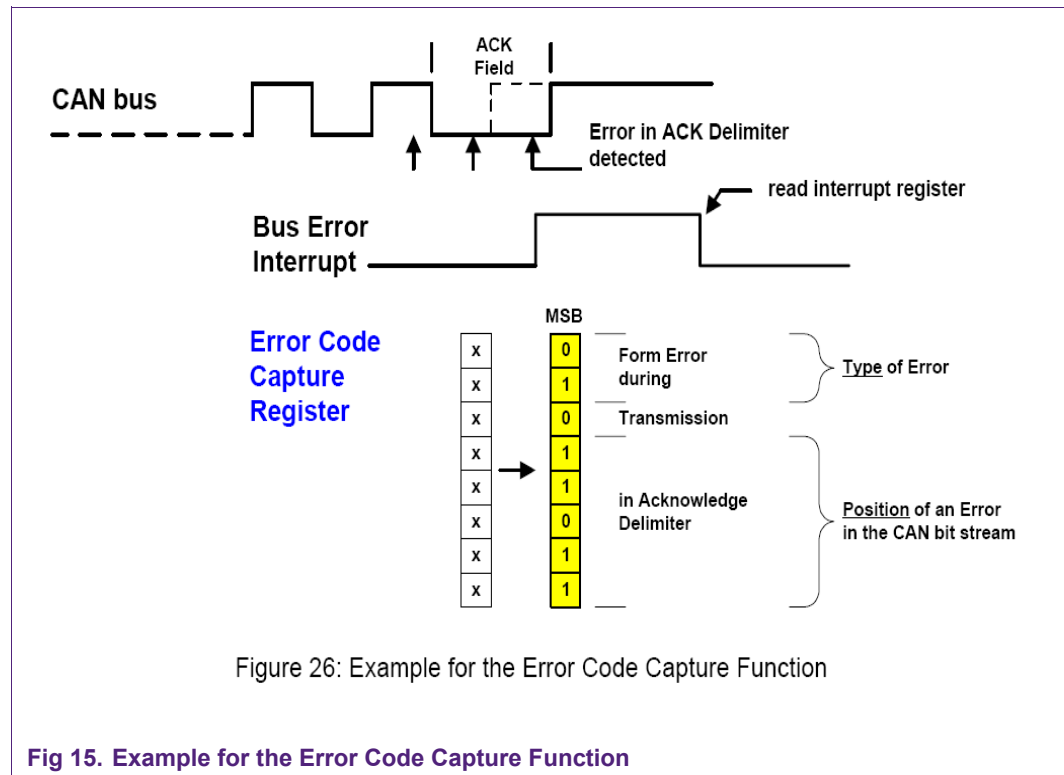 ACK
Field
CAN bus
Error in ACK Delimiter
detected
read interrupt register
Bus Error
Interrupt
MSB
Error Code
Capture
Register
x
x
x
x
x
x
x
x
0
1
0
1
1
0
1
1
Form Error
during
Transmission
in Acknowledge
Delimiter
Type of Error
Position of an Error
in the CAN bit stream
Figure 26: Example for the Error Code Capture Function
Fig 15. Example for the Error Code Capture Function